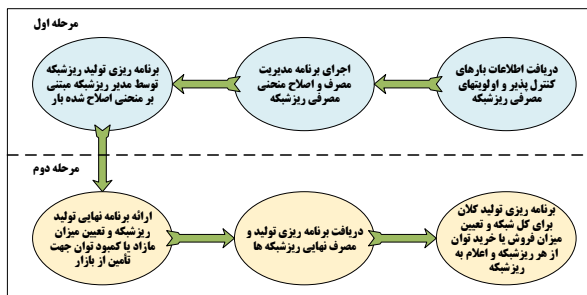 مرحله اول
دریافت اطلاعات بارهای
کنترل پذیر و اولویتهای
مصرفی ریزشبکه
اجرای برنامه مدیریت
مصرف و اصلاح منحنی
مصرفی ریزشبکه
برنامه ریزی تولید ریزشبکه
توسط مدیر ریزشبکه مبتنی
بر منحنی اصلاح شده بار
مرحله دوم
ارائه برنامه نهایی تولید
ریزشبکه و تعیین میزان
مازاد یا کمبود توان جهت
تأمین از بازار
دریافت برنامه ریزی تولید و
مصرف نهایی ریزشبکه ها
برنامه ریزی تولید کلان
برای کل شبکه و تعیین
میزان فروش یا خرید توان
از هر ریزشبکه و اعلام به
ریزشبکه